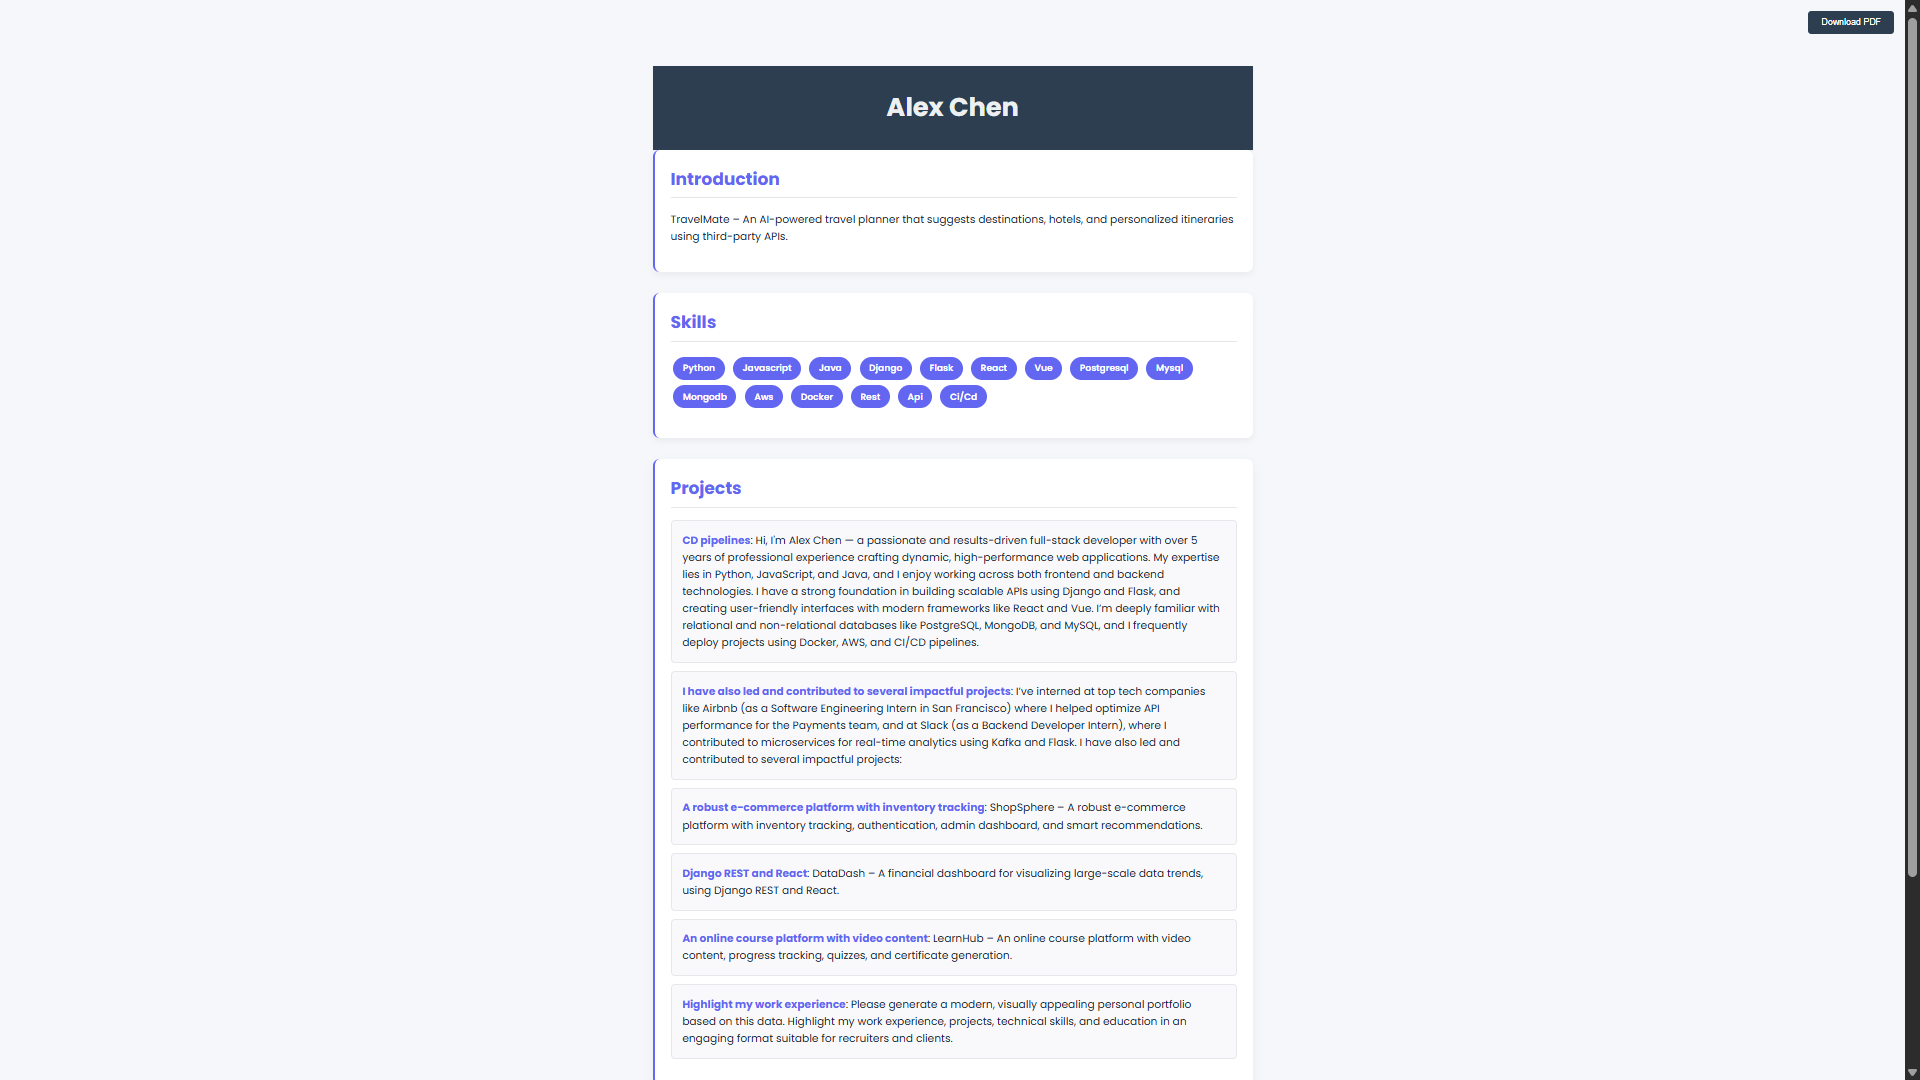 Download PDF
Alex Chen
Introduction
TravelMate – An AI-powered travel planner that suggests destinations, hotels, and personalized itineraries
using third-party APIs.
Skills
Python Javascript Java Django Flask React Vue Postgresql Mysql
Mongodb Aws Docker Rest Api Ci/Cd
Projects
CD pipelines: Hi, I'm Alex Chen — a passionate and results-driven full-stack developer with over 5
years of professional experience crafting dynamic, high-performance web applications. My expertise
lies in Python, JavaScript, and Java, and I enjoy working across both frontend and backend
technologies. I have a strong foundation in building scalable APIs using Django and Flask, and
creating user-friendly interfaces with modern frameworks like React and Vue. I’m deeply familiar with
relational and non-relational databases like PostgreSQL, MongoDB, and MySQL, and I frequently
deploy projects using Docker, AWS, and CI/CD pipelines.
I have also led and contributed to several impactful projects: I’ve interned at top tech companies
like Airbnb (as a Software Engineering Intern in San Francisco) where I helped optimize API
performance for the Payments team, and at Slack (as a Backend Developer Intern), where I
contributed to microservices for real-time analytics using Kafka and Flask. I have also led and
contributed to several impactful projects:
A robust e-commerce platform with inventory tracking: ShopSphere – A robust e-commerce
platform with inventory tracking, authentication, admin dashboard, and smart recommendations.
Django REST and React: DataDash – A financial dashboard for visualizing large-scale data trends,
using Django REST and React.
An online course platform with video content: LearnHub – An online course platform with video
content, progress tracking, quizzes, and certificate generation.
Highlight my work experience: Please generate a modern, visually appealing personal portfolio
based on this data. Highlight my work experience, projects, technical skills, and education in an
engaging format suitable for recruiters and clients.